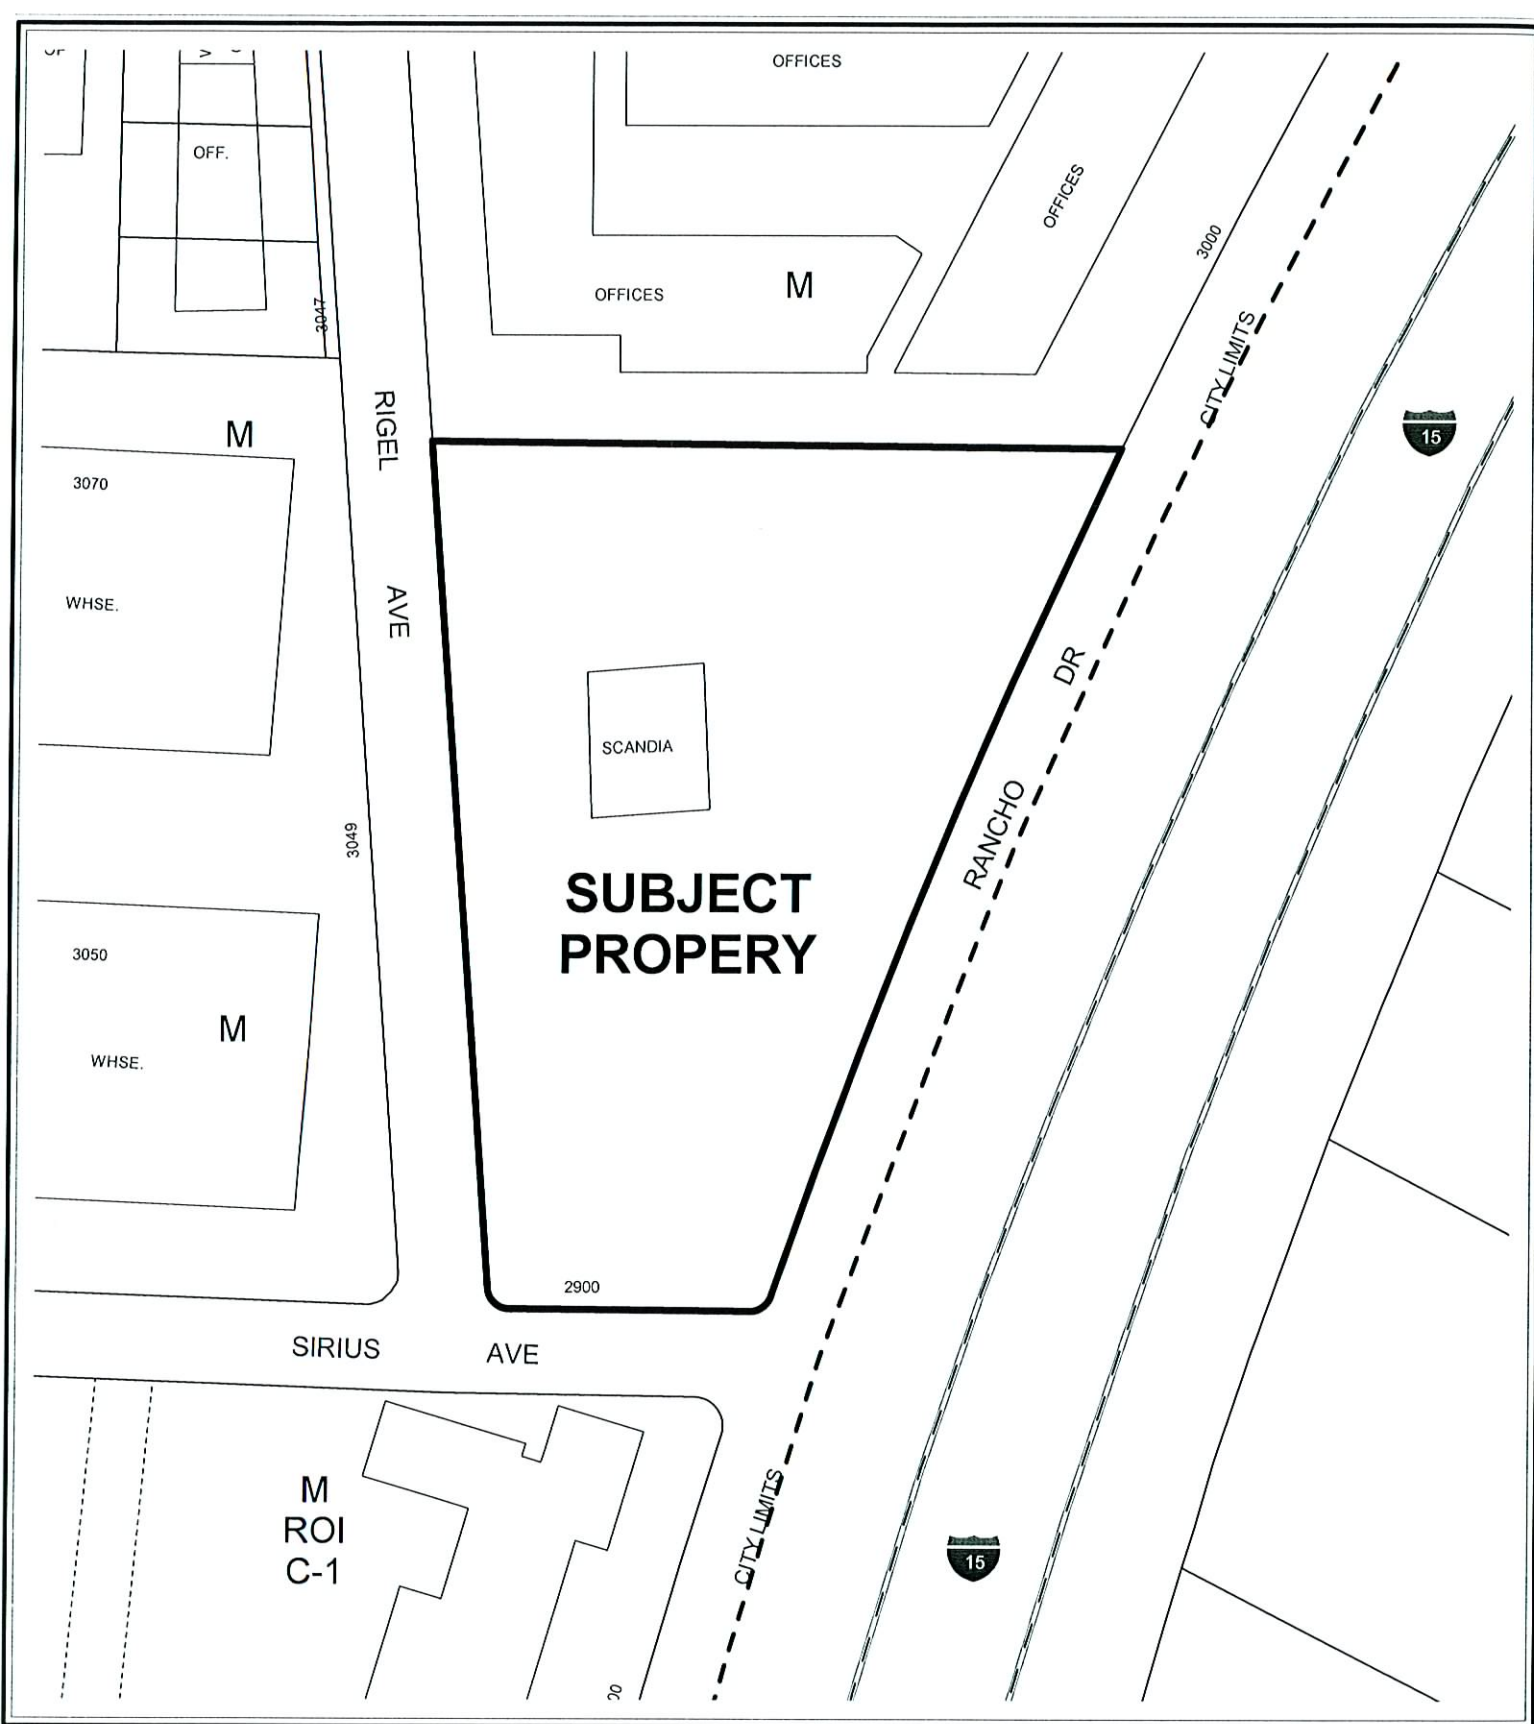 OFFICES
OFF.
OFFICES
3000
OFFICES
M
3047
CITY LIMITS
RIGEL
M
15
3070
WHSE.
AVE
DR
SCANDIA
RANCHO
3049
SUBJECT
PROPERY
3050
M
WHSE.
2900
SIRIUS AVE
M
ROI
C-1
CITY LIMITS
15